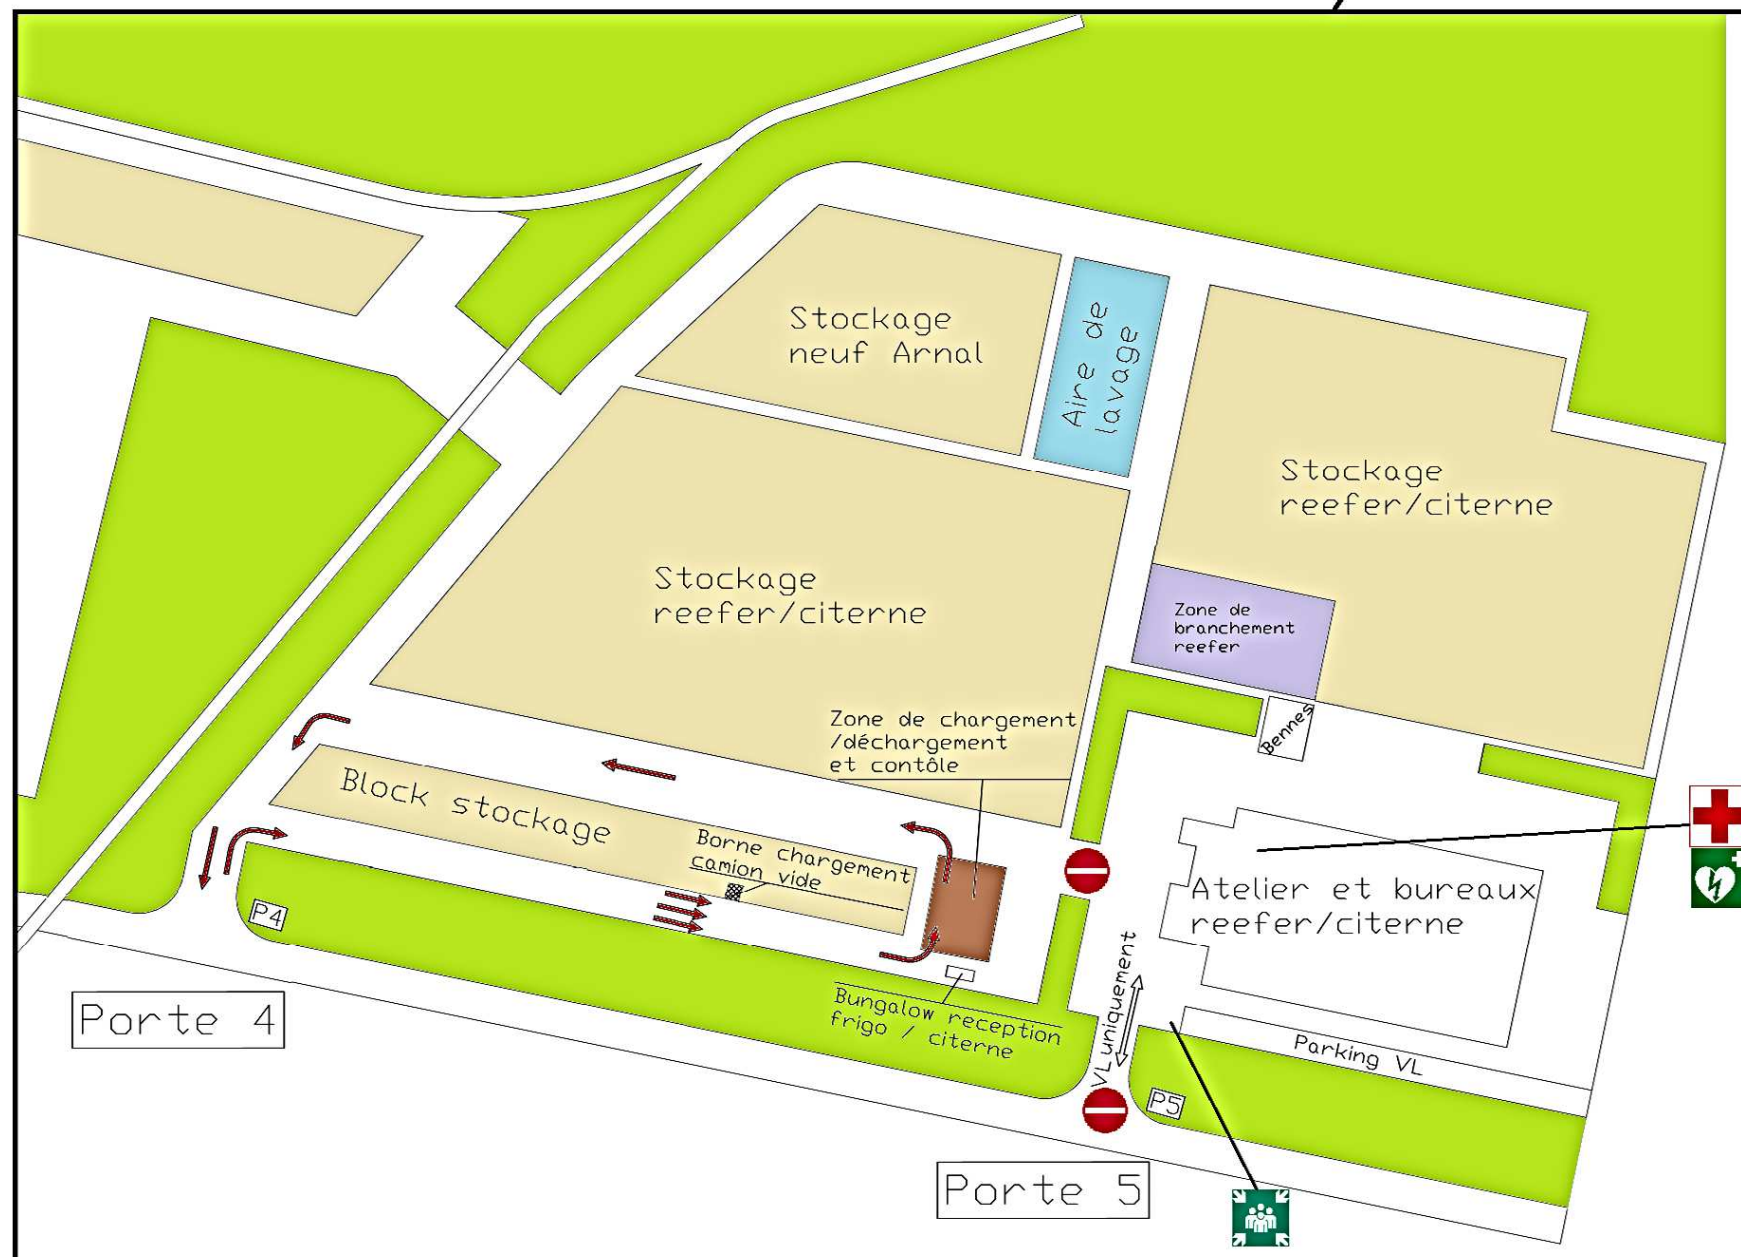 Stockage
neuf Arnal
Aire de
lavage
Stockage
reefer/citerne
Stockage
reefer/citerne
Zone de
branchement
reefer
Bennes
Zone de chargement
/déchargement
et contôle
Block stockage
Borne chargement
camion vide
Atelier et bureaux
reefer/citerne
P4
Porte 4
Bungalow reception
frigo / citerne
VL uniquement
Parking VL
P5
Porte 5